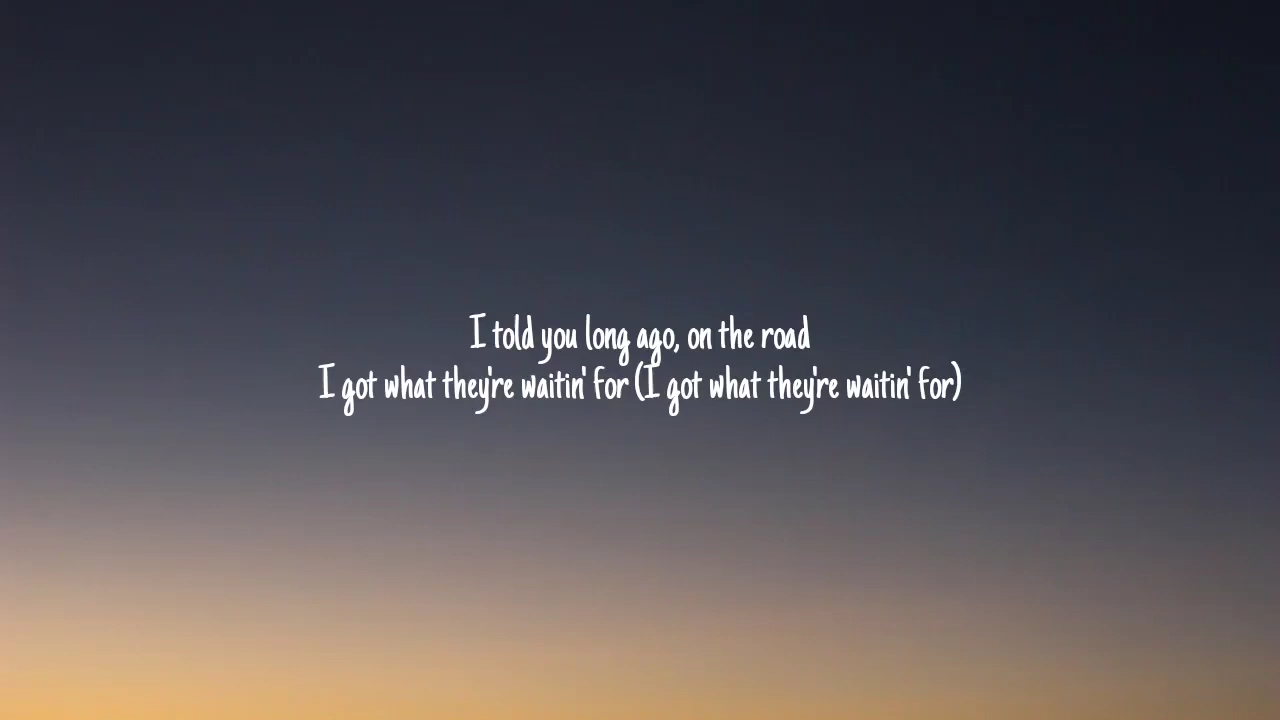 I told you long ago, on the road
I got what they're waitin' for (I got what they're waitin' for)